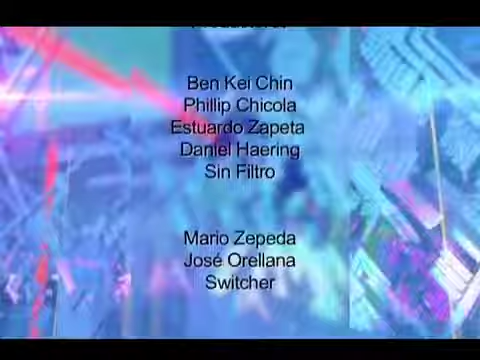 Ben Kei Chin
Phillip Chicola
Estuardo Zapeta
Daniel Haering
Sin Filtro
Mario Zepeda
José Orellana
Switcher